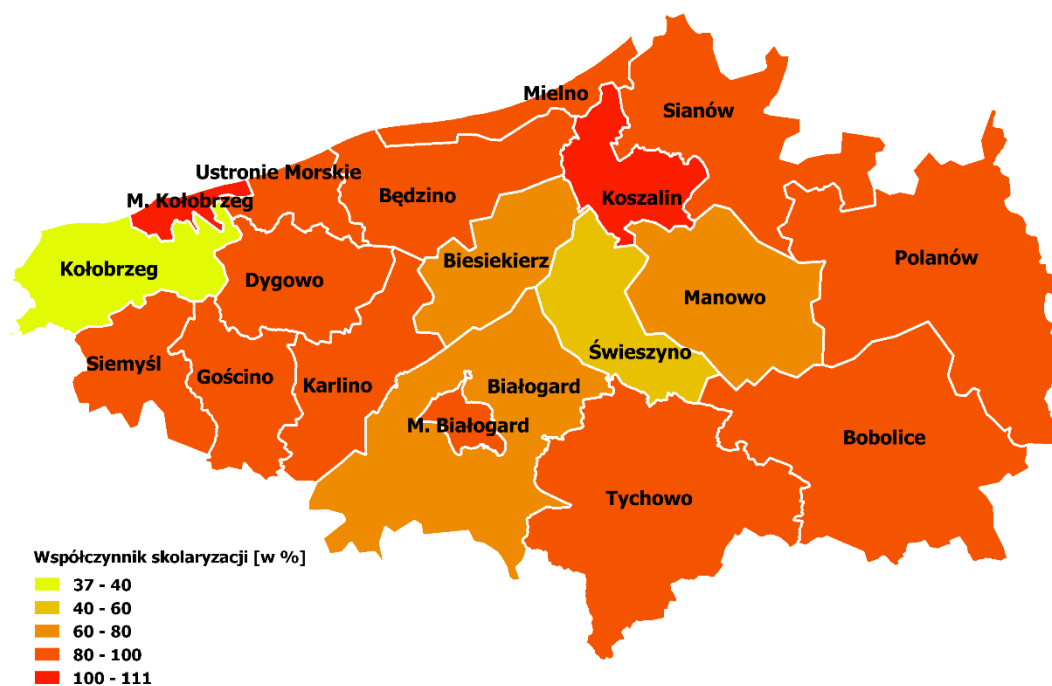 Mielno
Sianów
Ustronie Morskie
M. Kołobrzeg
Będzino
Koszalin
Kołobrzeg
Dygowo
Biesiekierz
Polanów
Manowo
Siemyśl
Gościno
Karlino
Świeszyno
Białogard
M. Białogard
Bobolice
Tychowo
Współczynnik skolaryzacji [w %]
37 - 40
40 - 60
60 - 80
80 - 100
100 - 111